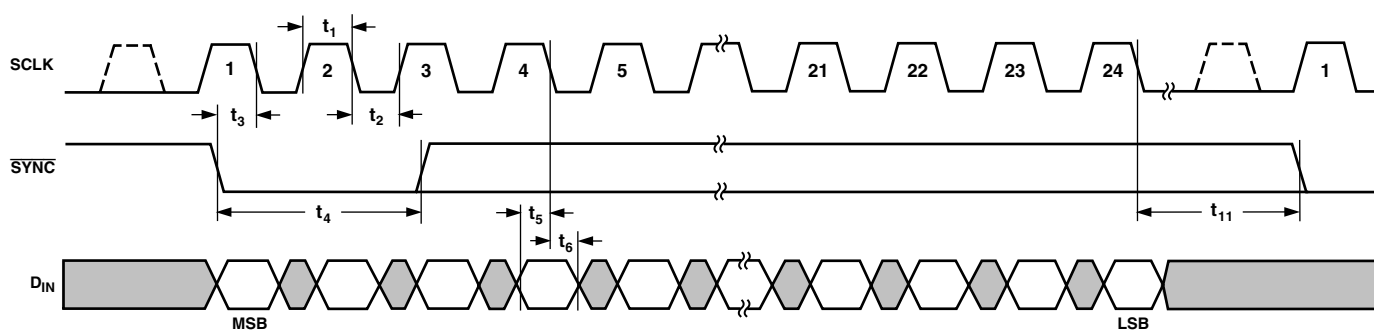 t1
SCLK 1 2 3 4 5 21 22 23 24 1
t3 t2
SYNC
t4 t5 t11
t6
DIN
MSB LSB